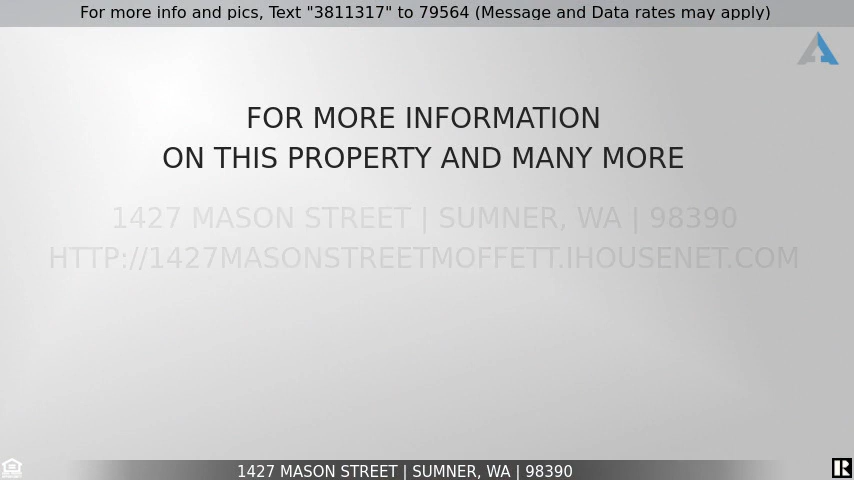 For more info and pics, Text "3811317" to 79564 (Message and Data rates may apply)
FOR MORE INFORMATION
ON THIS PROPERTY AND MANY MORE
1427 MASON STREET | SUMNER, WA | 98390
HTTP://1427MASONSTREETMOFFETT.IHOUSENET.COM
1427 MASON STREET | SUMNER, WA | 98390